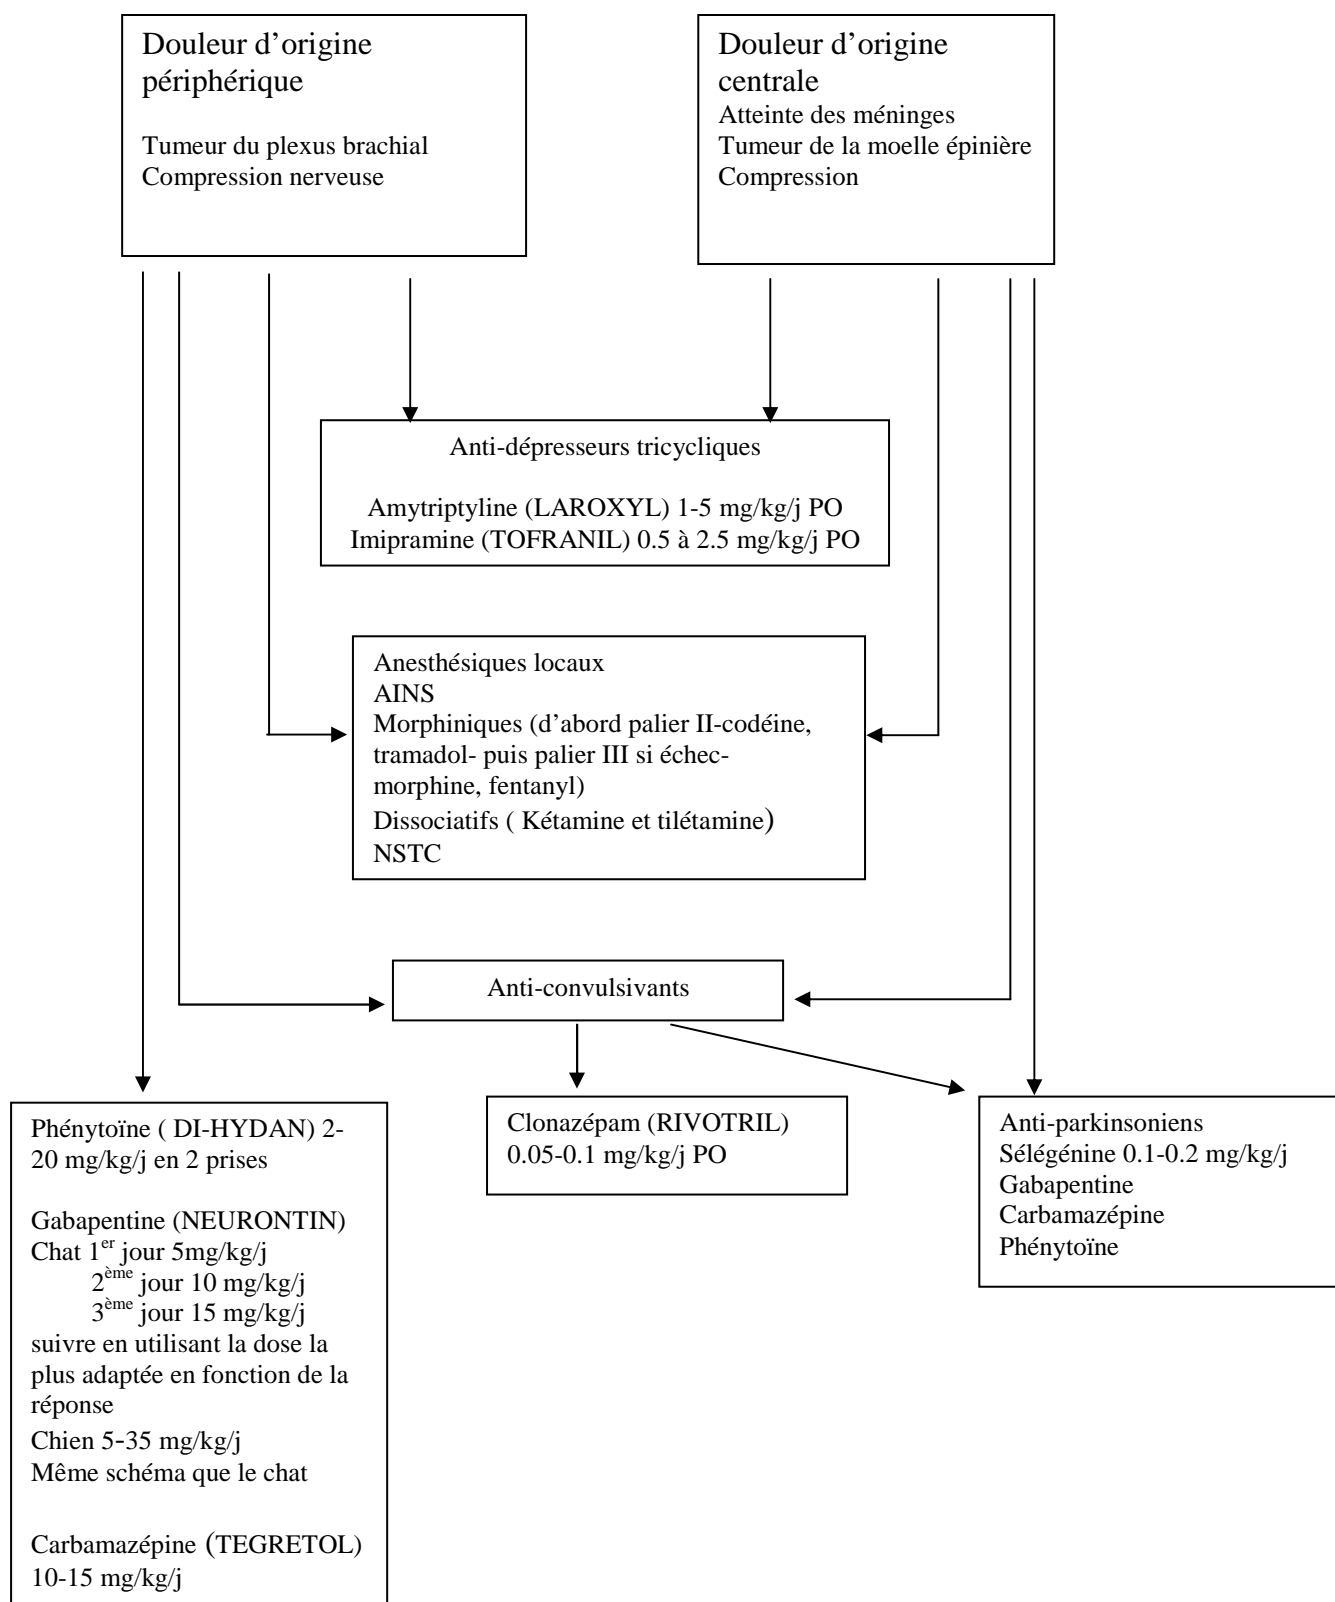 Douleur d'origine
périphérique
Tumeur du plexus brachial
Compression nerveuse
Douleur d'origine
centrale
Atteinte des méninges
Tumeur de la moelle épinière
Compression
Anti-dépresseurs tricycliques
Amytriptyline (LAROXYL) 1-5 mg/kg/j PO
Imipramine (TOFRANIL) 0.5 à 2.5 mg/kg/j PO
Anesthésiques locaux
AINS
Morphiniques (d'abord palier II-codéine,
tramadol- puis palier III si échec-
morphine, fentanyl)
Dissociatifs ( Kétamine et tilétamine)
NSTC
Anti-convulsivants
Phénytoïne ( DI-HYDAN) 2-
20 mg/kg/j en 2 prises
Gabapentine (NEURONTIN)
Chat 1er jour 5mg/kg/j
2ème jour 10 mg/kg/j
3ème jour 15 mg/kg/j
suivre en utilisant la dose la
plus adaptée en fonction de la
réponse
Chien 5-35 mg/kg/j
Même schéma que le chat
Carbamazépine (TEGRETOL)
10-15 mg/kg/j
Clonazépam (RIVOTRIL)
0.05-0.1 mg/kg/j PO
Anti-parkinsoniens
Sélégénine 0.1-0.2 mg/kg/j
Gabapentine
Carbamazépine
Phénytoïne